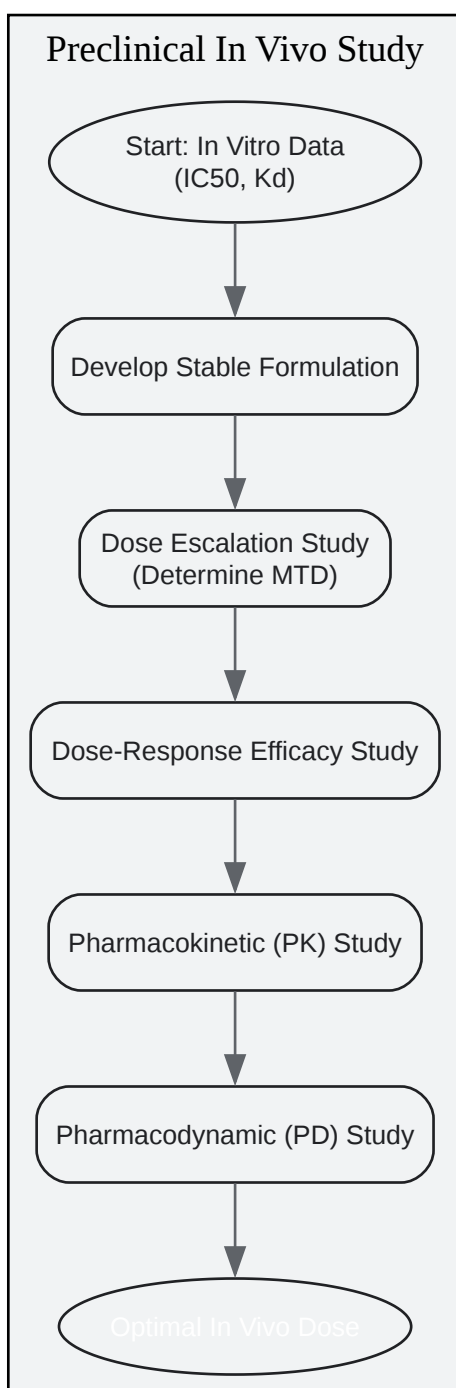 Preclinical In Vivo Study
Start: In Vitro Data
(IC50, Kd)
Develop Stable Formulation
Dose Escalation Study
(Determine MTD)
Dose-Response Efficacy Study
Pharmacokinetic (PK) Study
Pharmacodynamic (PD) Study
Optimal In Vivo Dose